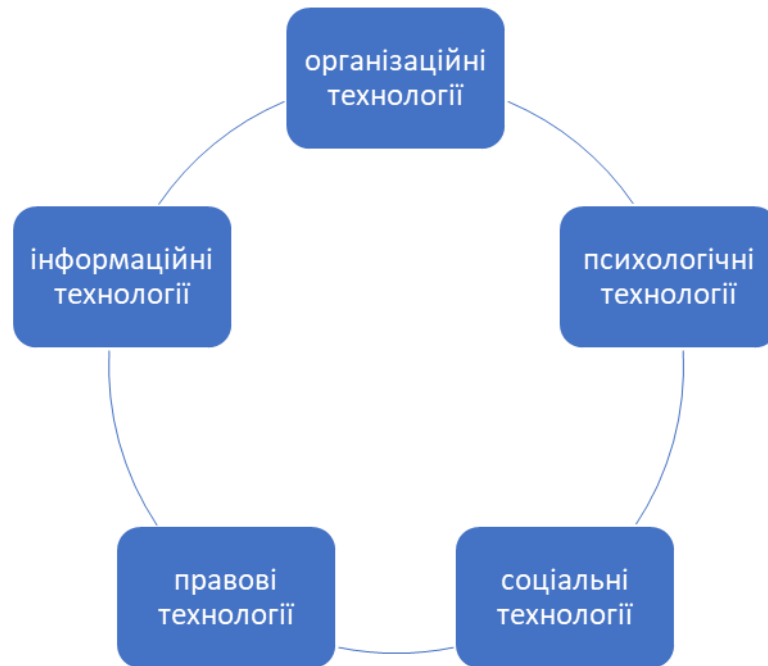 організаційні
технології
психологічні
технології
соціальні
технології
правові
технології
інформаційні
технології